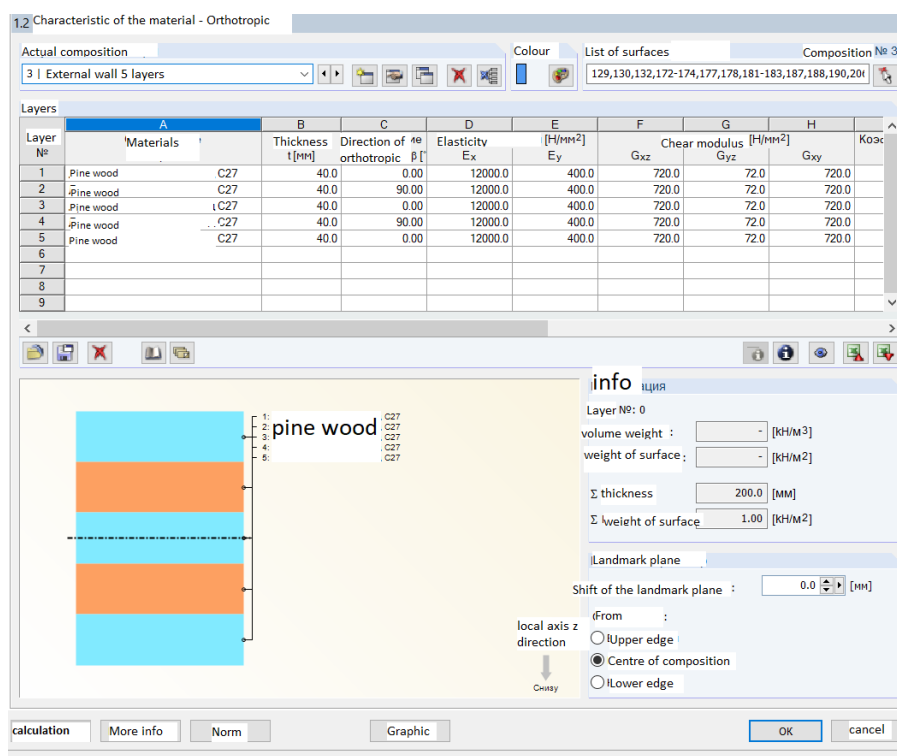 1.2 Characteristic of the material - Orthotropic
Actual composition
Colour
List of surfaces
Composition № 3
3 | External wall 5 layers
129,130,132,172-174,177,178,181-183,187,188,190,20
Layers
A B C D E F G H
Layer Materials Thickness Direction of Elasticity [Н/мм2] Chear modulus [Н/мм2]
№ t [мм] orthotropic β [° Ex Ey Gxz Gyz Gxy
1 Pine wood C27 40.0 0.00 12000.0 400.0 720.0 72.0 720.0
2 Pine wood C27 40.0 90.00 12000.0 400.0 720.0 72.0 720.0
3 Pine wood C27 40.0 0.00 12000.0 400.0 720.0 72.0 720.0
4 Pine wood C27 40.0 90.00 12000.0 400.0 720.0 72.0 720.0
5 Pine wood C27 40.0 0.00 12000.0 400.0 720.0 72.0 720.0
6
7
8
9
info
Layer №: 0
volume weight : - [kН/м3]
weight of surface : - [kН/м2]
Σ thickness 200.0 [мм]
Σ weight of surface 1.00 [kН/м2]
1: C27
2: pine wood C27
3: C27
4: C27
5: C27
Landmark plane
Shift of the landmark plane : 0.0 [мм]
From :
Upper edge
Centre of composition
Lower edge
local axis z
direction
Снизу
calculation More info Norm Graphic OK cancel